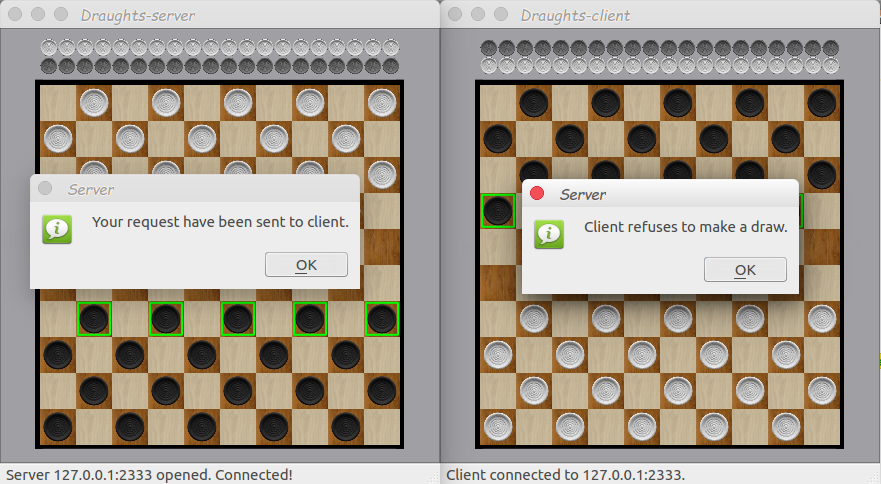 Draughts-server
Draughts-client
Server
Your request have been sent to client.
OK
Server
Client refuses to make a draw.
OK
Server 127.0.0.1:2333 opened. Connected!
Client connected to 127.0.0.1:2333.